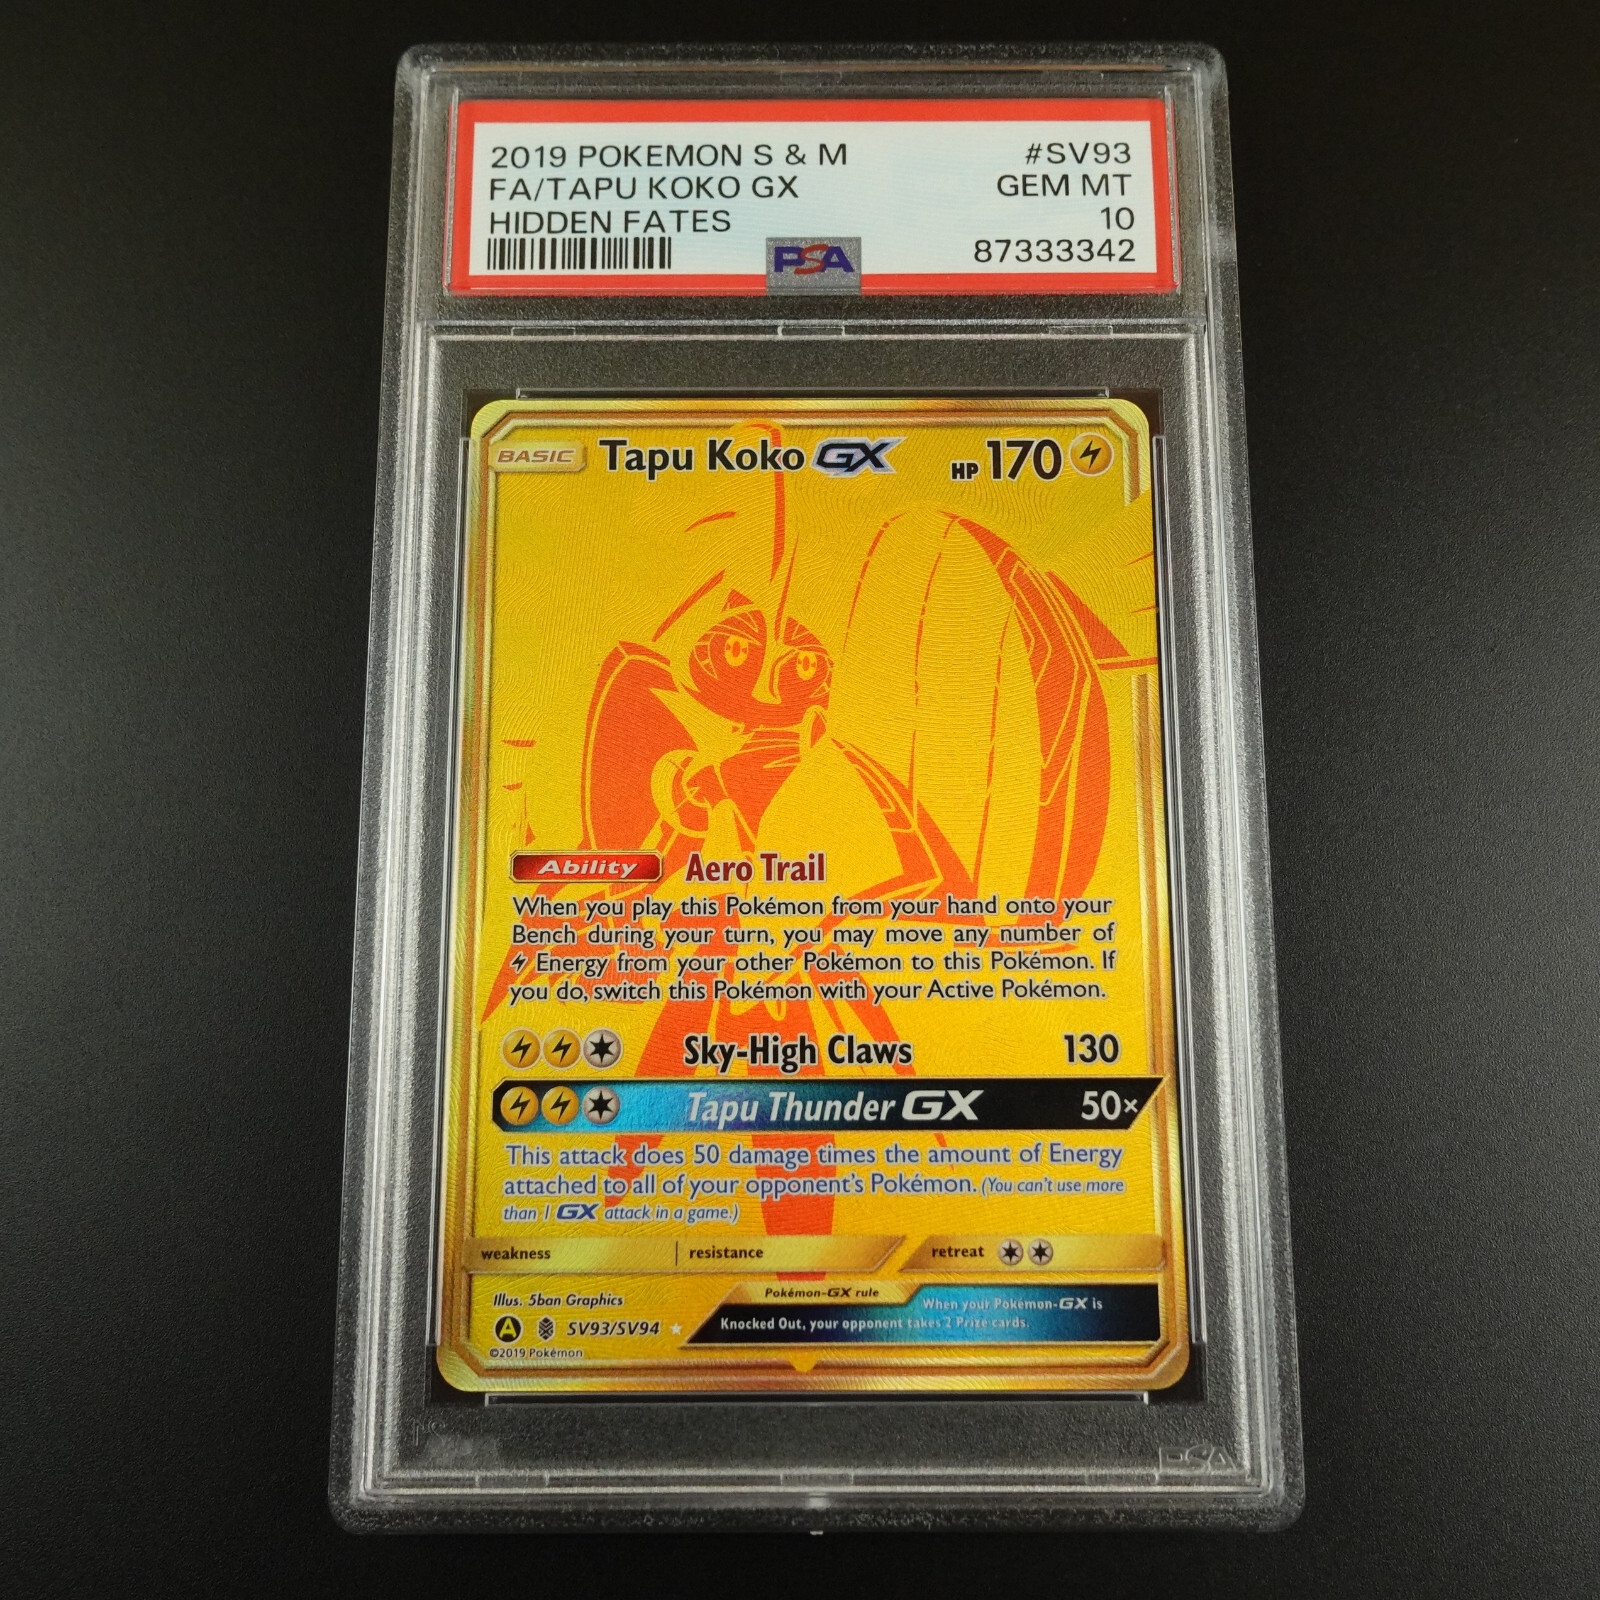 2019 POKEMON S & M #SV93
FA/TAPU KOKO GX GEM MT
HIDDEN FATES 10
PSA 87333342
BASIC Tapu Koko GX HP 170
Ability Aero Trail
When you play this Pokémon from your hand onto your
Bench during your turn, you may move any number of
Energy from your other Pokémon to this Pokémon. If
you do, switch this Pokémon with your Active Pokémon.
Sky-High Claws 130
Tapu Thunder GX 50×
This attack does 50 damage times the amount of Energy
attached to all of your opponent's Pokémon. (You can't use more
than 1 GX attack in a game.)
weakness resistance retreat
Illus. 5ban Graphics Pokémon-GX rule When your Pokémon-GX is
A SV93/SV94 Knocked Out, your opponent takes 2 Prize cards.
©2019 Pokémon
PSA